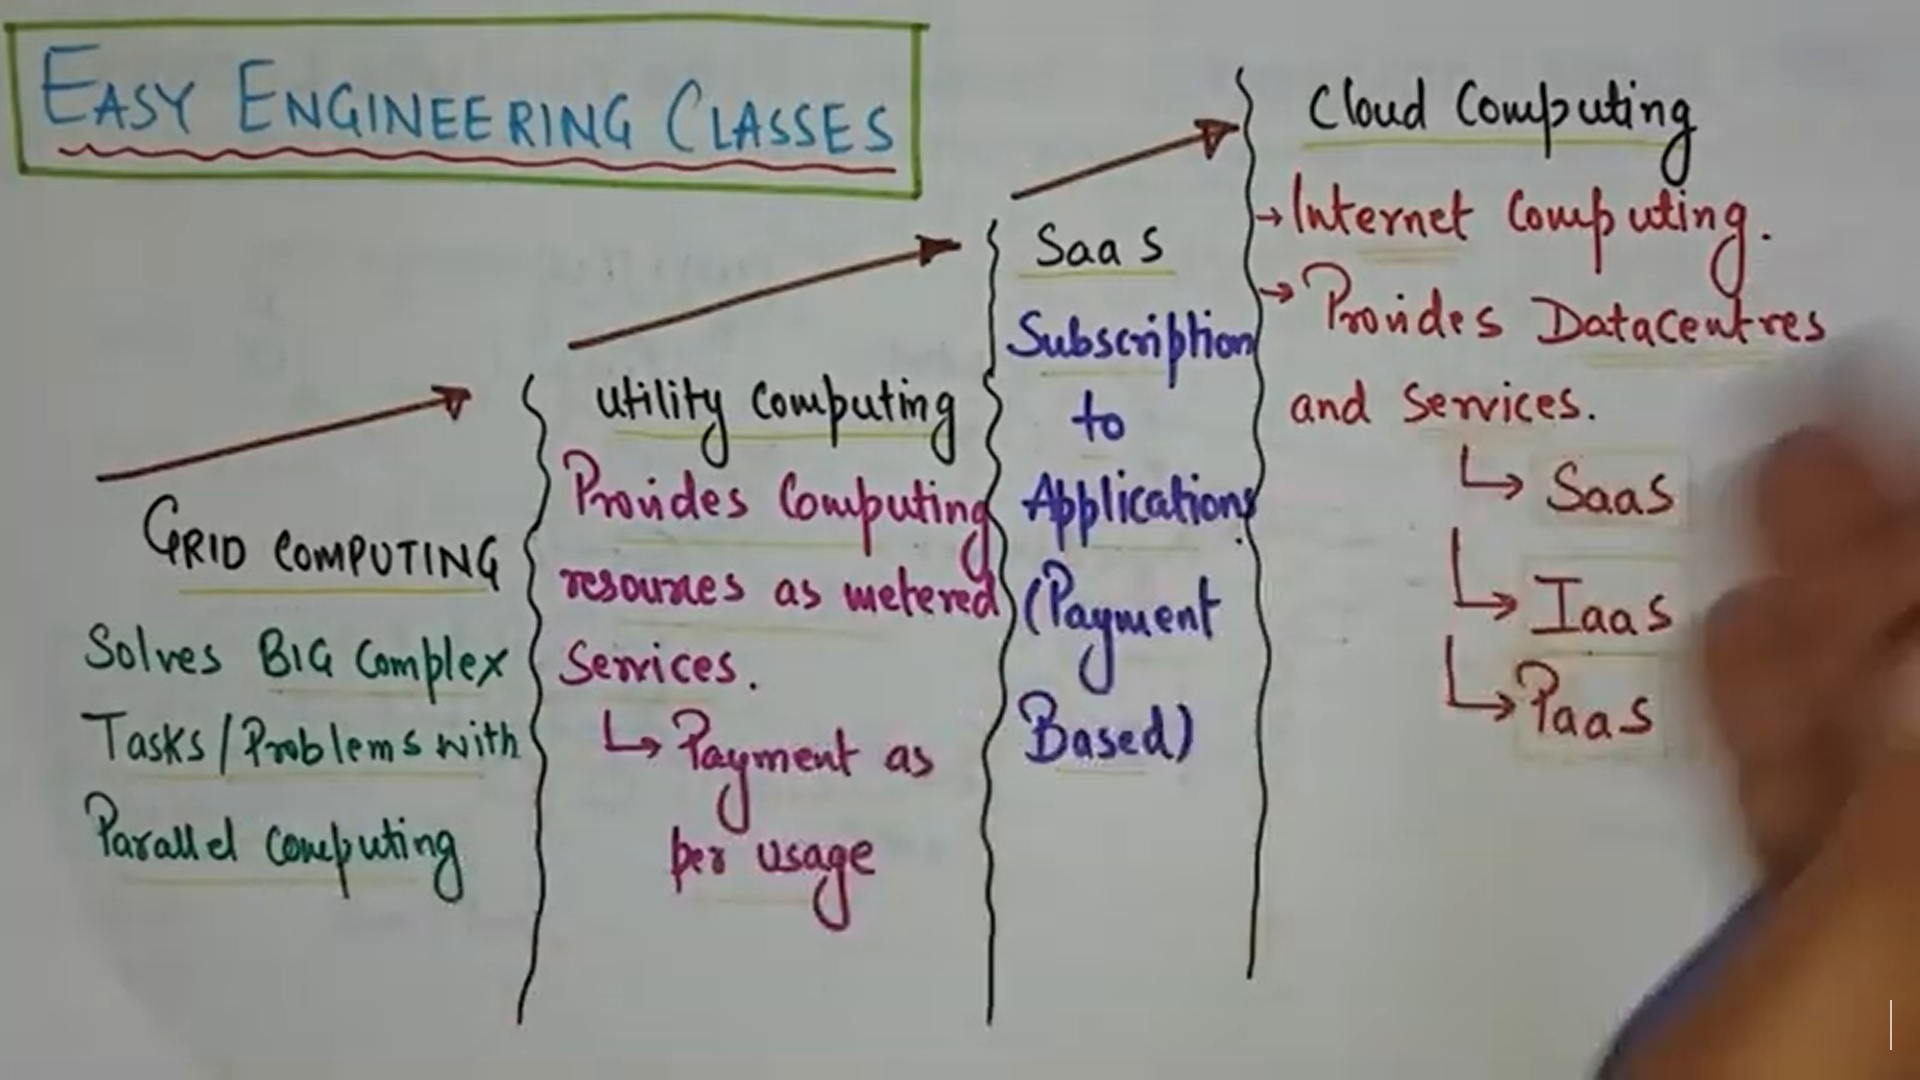 EASY ENGINEERING CLASSES
GRID COMPUTING
Solves BIG Complex
Tasks/Problems with
Parallel computing
Utility Computing
Provides Computing
resources as metered
Services.
↳ Payment as
per usage
SaaS
Subscription
to
Applications.
(Payment
Based)
Cloud Computing
→ Internet Computing.
→ Provides Datacentres
and Services.
↳ SaaS
↳ IaaS
↳ PaaS